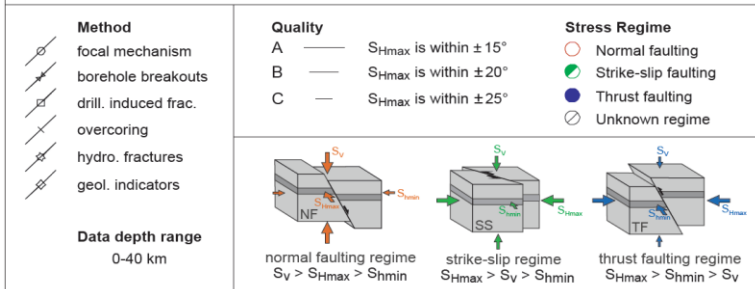 Method
focal mechanism
borehole breakouts
drill. induced frac.
overcoring
hydro. fractures
geol. indicators
Data depth range
0-40 km
Quality
A SHmax is within ± 15°
B SHmax is within ± 20°
C SHmax is within ± 25°
Stress Regime
Normal faulting
Strike-slip faulting
Thrust faulting
Unknown regime
SV
SHmax
Shmin
NF
normal faulting regime
SV > SHmax > Shmin
SV
Shmin
SHmax
SS
strike-slip regime
SHmax > SV > Shmin
SV
Shmin
SHmax
TF
thrust faulting regime
SHmax > Shmin > SV